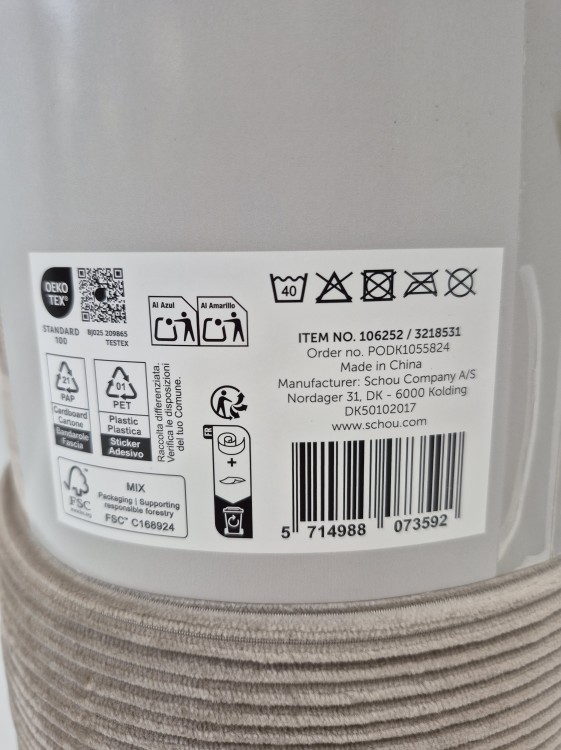 OEKO
TEX®
STANDARD
100
BJ025 209865
TESTEX
Al Azul
Al Amarillo
21
PAP
Cardboard
Cartone
Bandarole
Fascia
01
PET
Plastic
Plastica
Sticker
Adesivo
Raccolta differenziata.
Verifica le disposizioni
del tuo Comune.
FSC
MIX
Packaging | Supporting
responsible forestry
FSC™ C168924
FR
+
40
ITEM NO. 106252 / 3218531
Order no. PODK1055824
Made in China
Manufacturer: Schou Company A/S
Nordager 31, DK - 6000 Kolding
DK50102017
www.schou.com
5 714988 073592